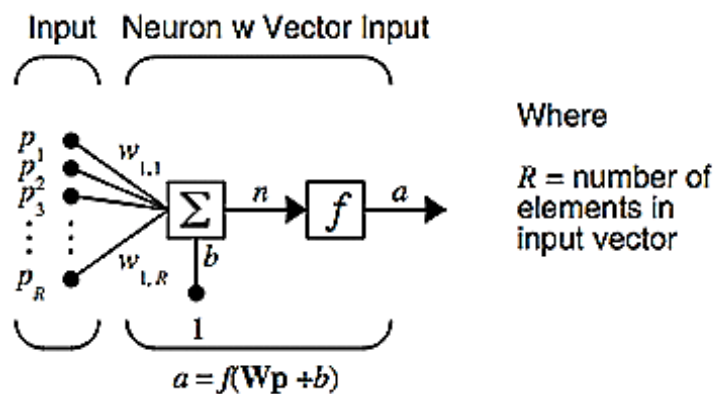 Input Neuron w Vector Input
p1
p2
p3
pR
w1,1
w1,R
Σ
n
f
a
b
1
a = f(Wp +b)
Where
R = number of
elements in
input vector